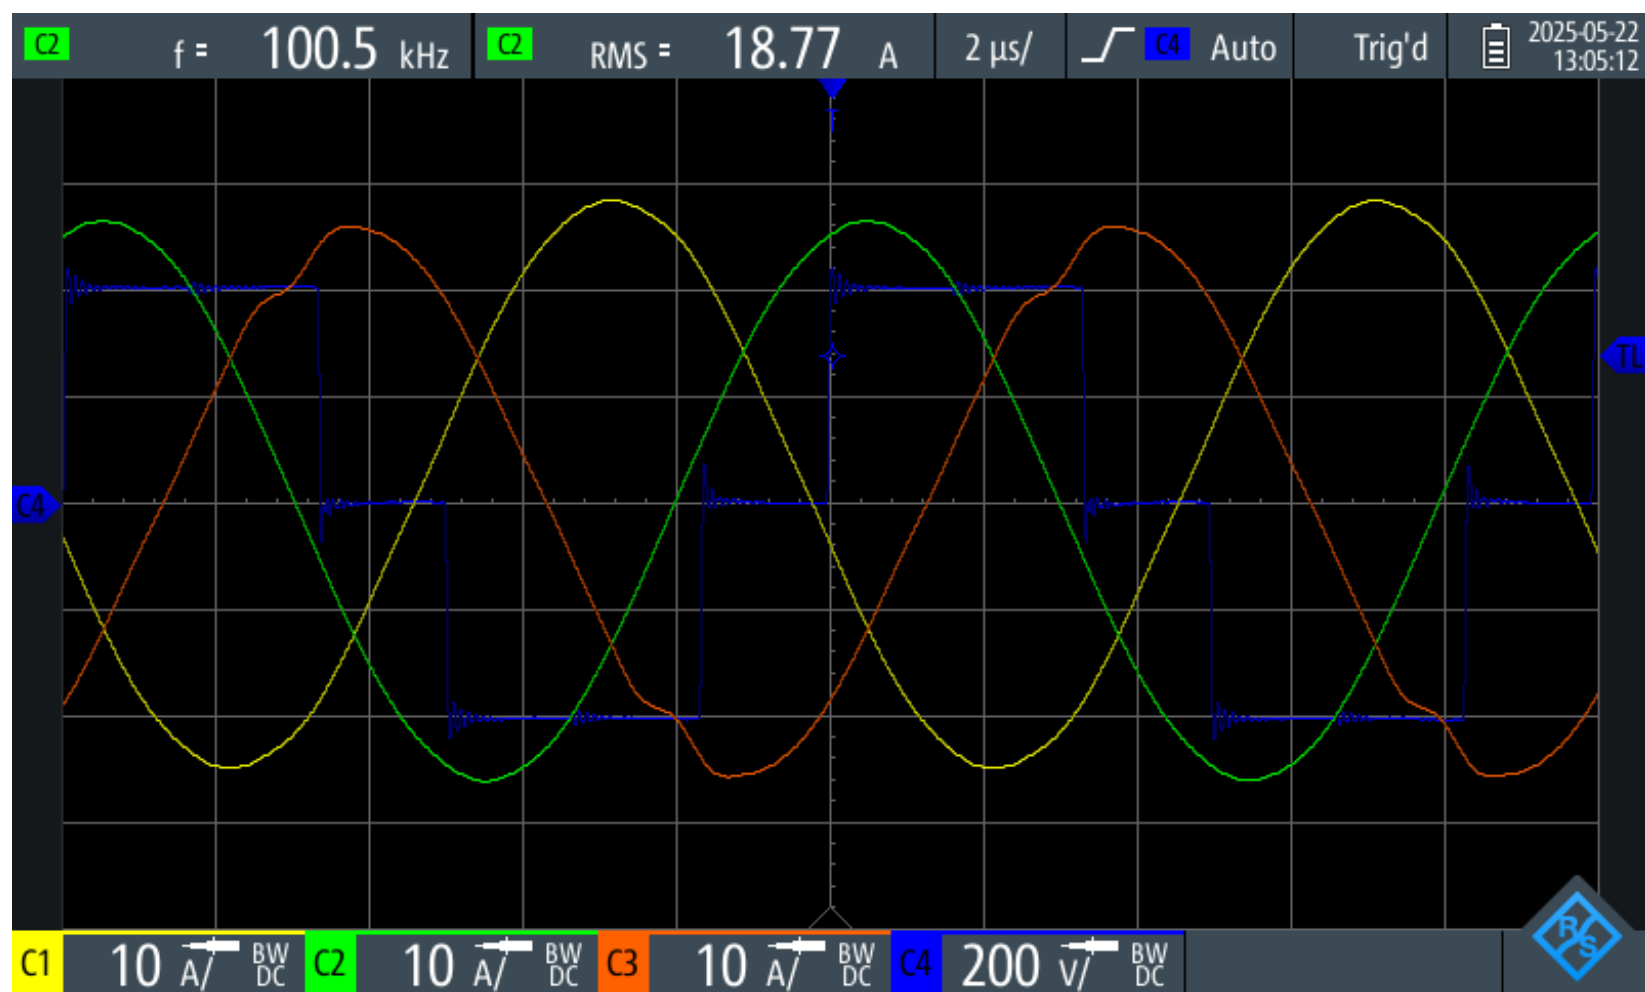 C2 f = 100.5 kHz C2 RMS = 18.77 A 2 µs/ C4 Auto Trig'd 2025-05-22
13:05:12
T
TL
C4
R/S
C1 10 A/ BW DC C2 10 A/ BW DC C3 10 A/ BW DC C4 200 V/ BW DC